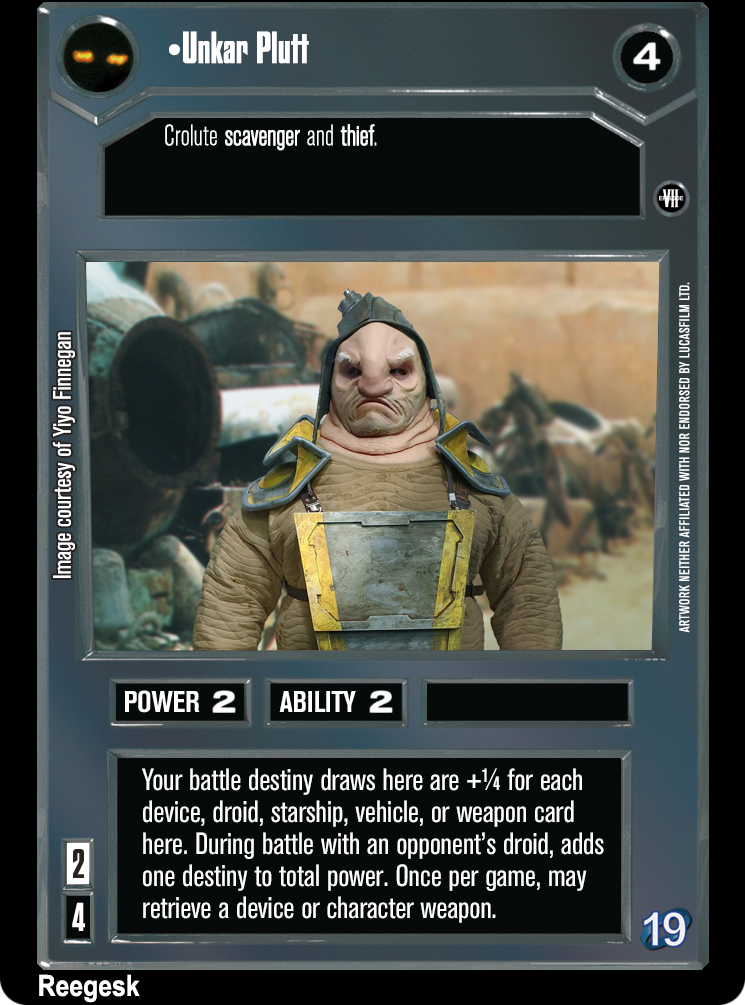 •Unkar Plutt
4
Crolute scavenger and thief.
EPISODE VII
Image courtesy of Yiyo Finnegan
ARTWORK NEITHER AFFILIATED WITH NOR ENDORSED BY LUCASFILM LTD.
POWER 2
ABILITY 2
Your battle destiny draws here are +¼ for each
device, droid, starship, vehicle, or weapon card
here. During battle with an opponent's droid, adds
one destiny to total power. Once per game, may
retrieve a device or character weapon.
2
4
19
Reegesk